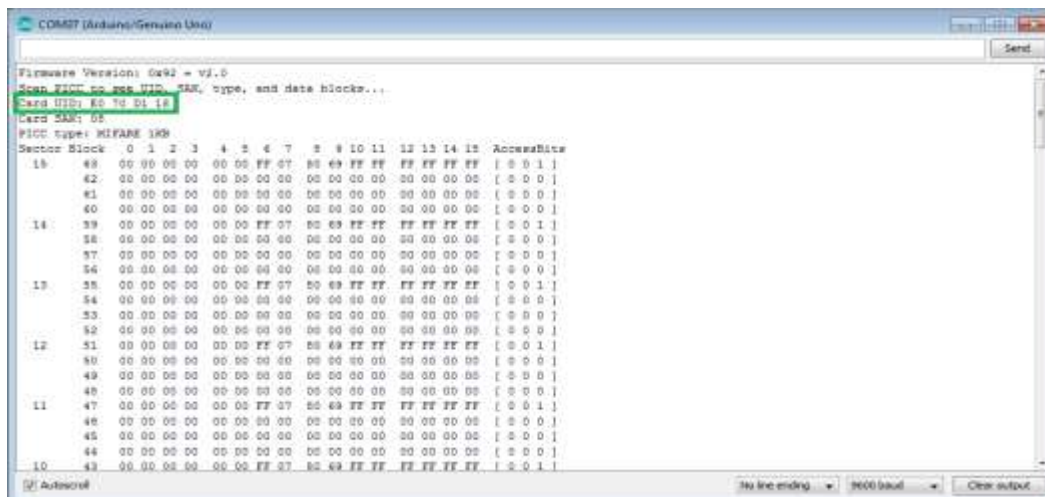 COM27 (Arduino/Genuino Uno)
Send
Firmware Version: 0x92 = v2.0
Scan PICC to see UID, SAK, type, and data blocks...
Card UID:
Card SAK: 08
PICC type: MIFARE 1KB
Sector Block 0 1 2 3 4 5 6 7 8 9 10 11 12 13 14 15 AccessBits
15 63 00 00 00 00 00 00 FF 07 80 69 FF FF FF FF FF FF [ 0 0 1 ]
62 00 00 00 00 00 00 00 00 00 00 00 00 00 00 00 00 [ 0 0 0 ]
61 00 00 00 00 00 00 00 00 00 00 00 00 00 00 00 00 [ 0 0 0 ]
60 00 00 00 00 00 00 00 00 00 00 00 00 00 00 00 00 [ 0 0 0 ]
14 59 00 00 00 00 00 00 FF 07 80 69 FF FF FF FF FF FF [ 0 0 1 ]
58 00 00 00 00 00 00 00 00 00 00 00 00 00 00 00 00 [ 0 0 0 ]
57 00 00 00 00 00 00 00 00 00 00 00 00 00 00 00 00 [ 0 0 0 ]
56 00 00 00 00 00 00 00 00 00 00 00 00 00 00 00 00 [ 0 0 0 ]
13 55 00 00 00 00 00 00 FF 07 80 69 FF FF FF FF FF FF [ 0 0 1 ]
54 00 00 00 00 00 00 00 00 00 00 00 00 00 00 00 00 [ 0 0 0 ]
53 00 00 00 00 00 00 00 00 00 00 00 00 00 00 00 00 [ 0 0 0 ]
52 00 00 00 00 00 00 00 00 00 00 00 00 00 00 00 00 [ 0 0 0 ]
12 51 00 00 00 00 00 00 FF 07 80 69 FF FF FF FF FF FF [ 0 0 1 ]
50 00 00 00 00 00 00 00 00 00 00 00 00 00 00 00 00 [ 0 0 0 ]
49 00 00 00 00 00 00 00 00 00 00 00 00 00 00 00 00 [ 0 0 0 ]
48 00 00 00 00 00 00 00 00 00 00 00 00 00 00 00 00 [ 0 0 0 ]
11 47 00 00 00 00 00 00 FF 07 80 69 FF FF FF FF FF FF [ 0 0 1 ]
46 00 00 00 00 00 00 00 00 00 00 00 00 00 00 00 00 [ 0 0 0 ]
45 00 00 00 00 00 00 00 00 00 00 00 00 00 00 00 00 [ 0 0 0 ]
44 00 00 00 00 00 00 00 00 00 00 00 00 00 00 00 00 [ 0 0 0 ]
10 43 00 00 00 00 00 00 FF 07 80 69 FF FF FF FF FF FF [ 0 0 1 ]
Autoscroll No line ending 9600 baud Clear output